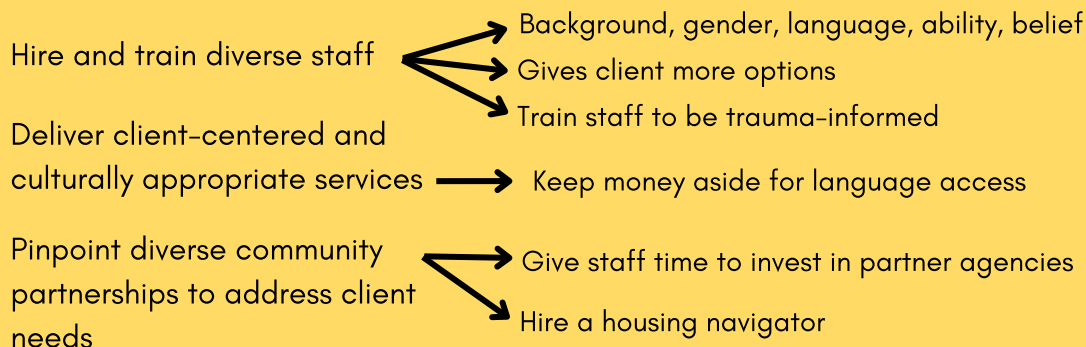 Hire and train diverse staff
Background, gender, language, ability, belief
Gives client more options
Train staff to be trauma-informed
Deliver client-centered and
culturally appropriate services
Keep money aside for language access
Pinpoint diverse community
partnerships to address client
needs
Give staff time to invest in partner agencies
Hire a housing navigator